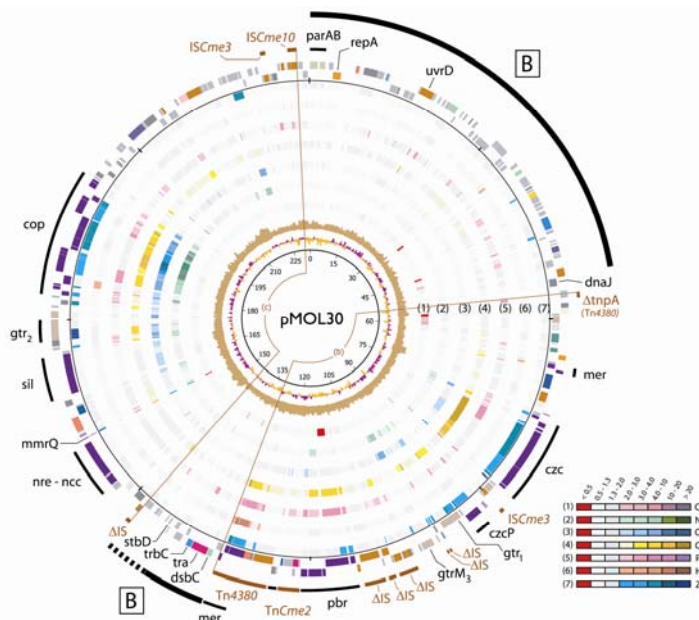 ISCme10
ISCme3
parAB
repA
B
uvrD
cop
dnaJ
ΔtnpA
(Tn4380)
gtr2
sil
mer
mmrQ
nre - ncc
czc
ΔIS
ISCme3
czcP
gtr1
stbD
trbC
tra
dsbC
B
mer
Tn4380
TnCme2
pbr
ΔIS
ΔIS
ΔIS
gtrM3
ΔIS
ΔIS
pMOL30
0
15
30
45
60
75
90
105
120
135
150
165
180
195
210
225
(c)
(b)
(1) (2) (3) (4) (5) (6) (7)
< 0.5
0.5 - 1.3
1.3 - 2.0
2.0 - 3.0
3.0 - 4.0
4.0 - 10
10 - 20
> 20
(1)
(2)
(3)
(4)
(5)
(6)
(7)